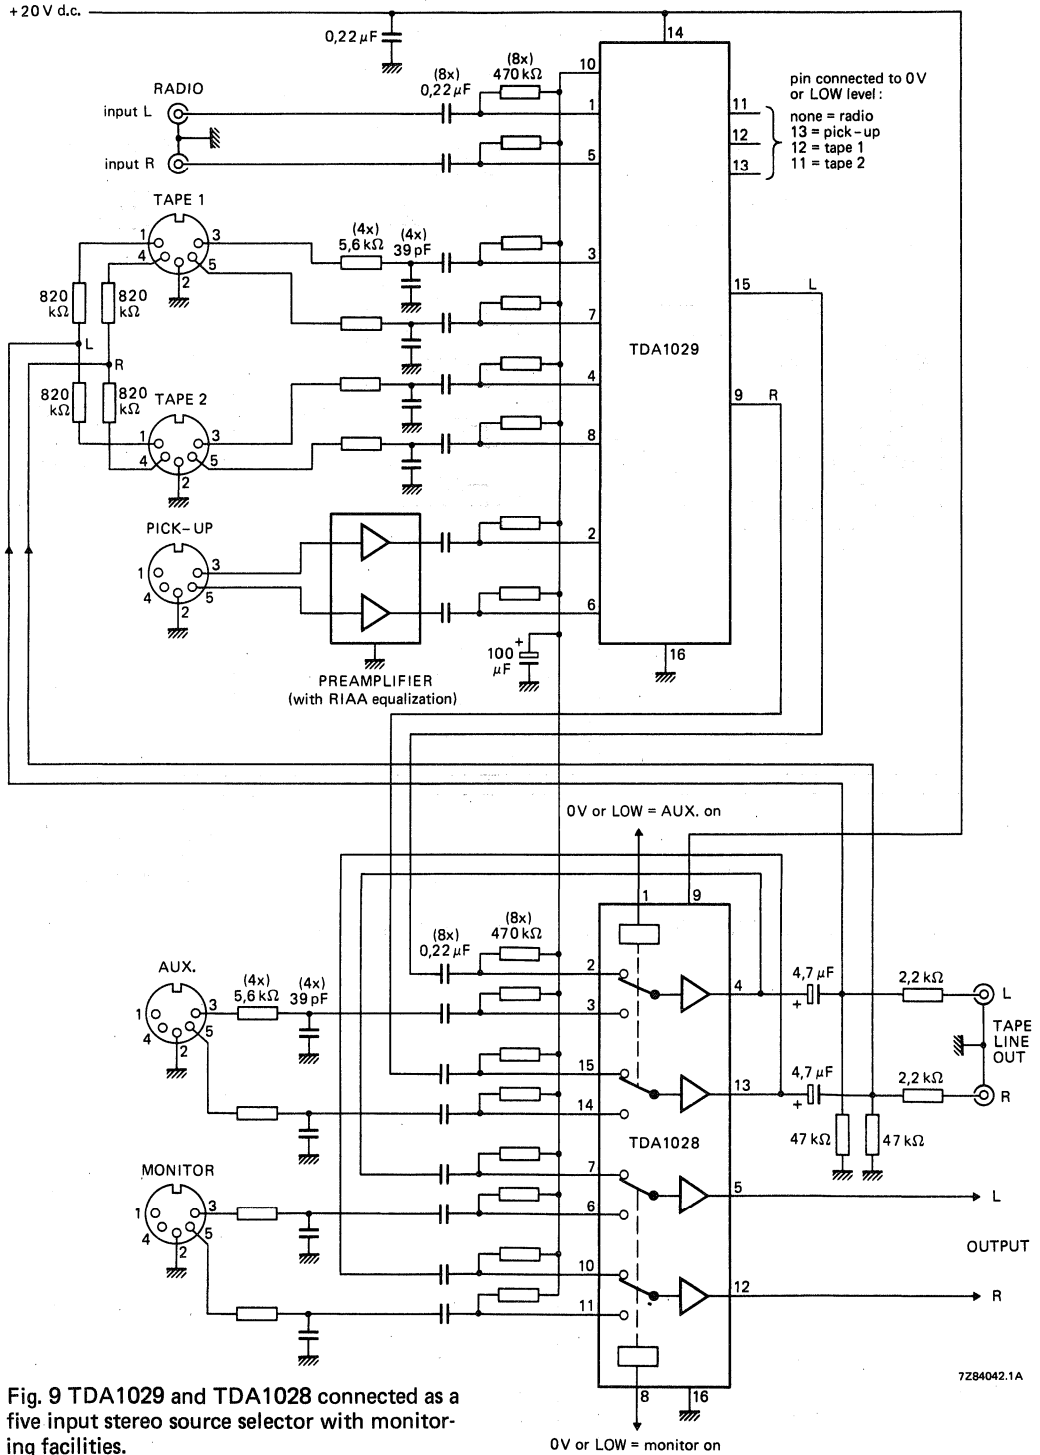 +20V d.c.
0,22 µF
14
(8x)
470 kΩ
(8x)
0,22 µF
10
RADIO
input L
1
input R
5
pin connected to 0V
or LOW level:
11
12
13
none = radio
13 = pick-up
12 = tape 1
11 = tape 2
TAPE 1
1
3
4
5
2
(4x)
5,6 kΩ
(4x)
39 pF
3
7
15
L
820
kΩ
820
kΩ
L
R
820
kΩ
820
kΩ
TDA1029
4
9
R
TAPE 2
1
3
4
5
2
8
PICK-UP
1
3
4
5
2
2
6
100
µF
+
16
PREAMPLIFIER
(with RIAA equalization)
0V or LOW = AUX. on
1
9
(8x)
470 kΩ
(8x)
0,22 µF
AUX.
1
3
4
5
2
(4x)
5,6 kΩ
(4x)
39 pF
2
3
4
4,7 µF
+
2,2 kΩ
L
TAPE
LINE
OUT
15
14
13
4,7 µF
+
2,2 kΩ
R
TDA1028
47 kΩ
47 kΩ
MONITOR
1
3
4
5
2
7
6
5
L
OUTPUT
10
11
12
R
8
16
0V or LOW = monitor on
7Z84042.1A
Fig. 9 TDA1029 and TDA1028 connected as a
five input stereo source selector with monitor-
ing facilities.